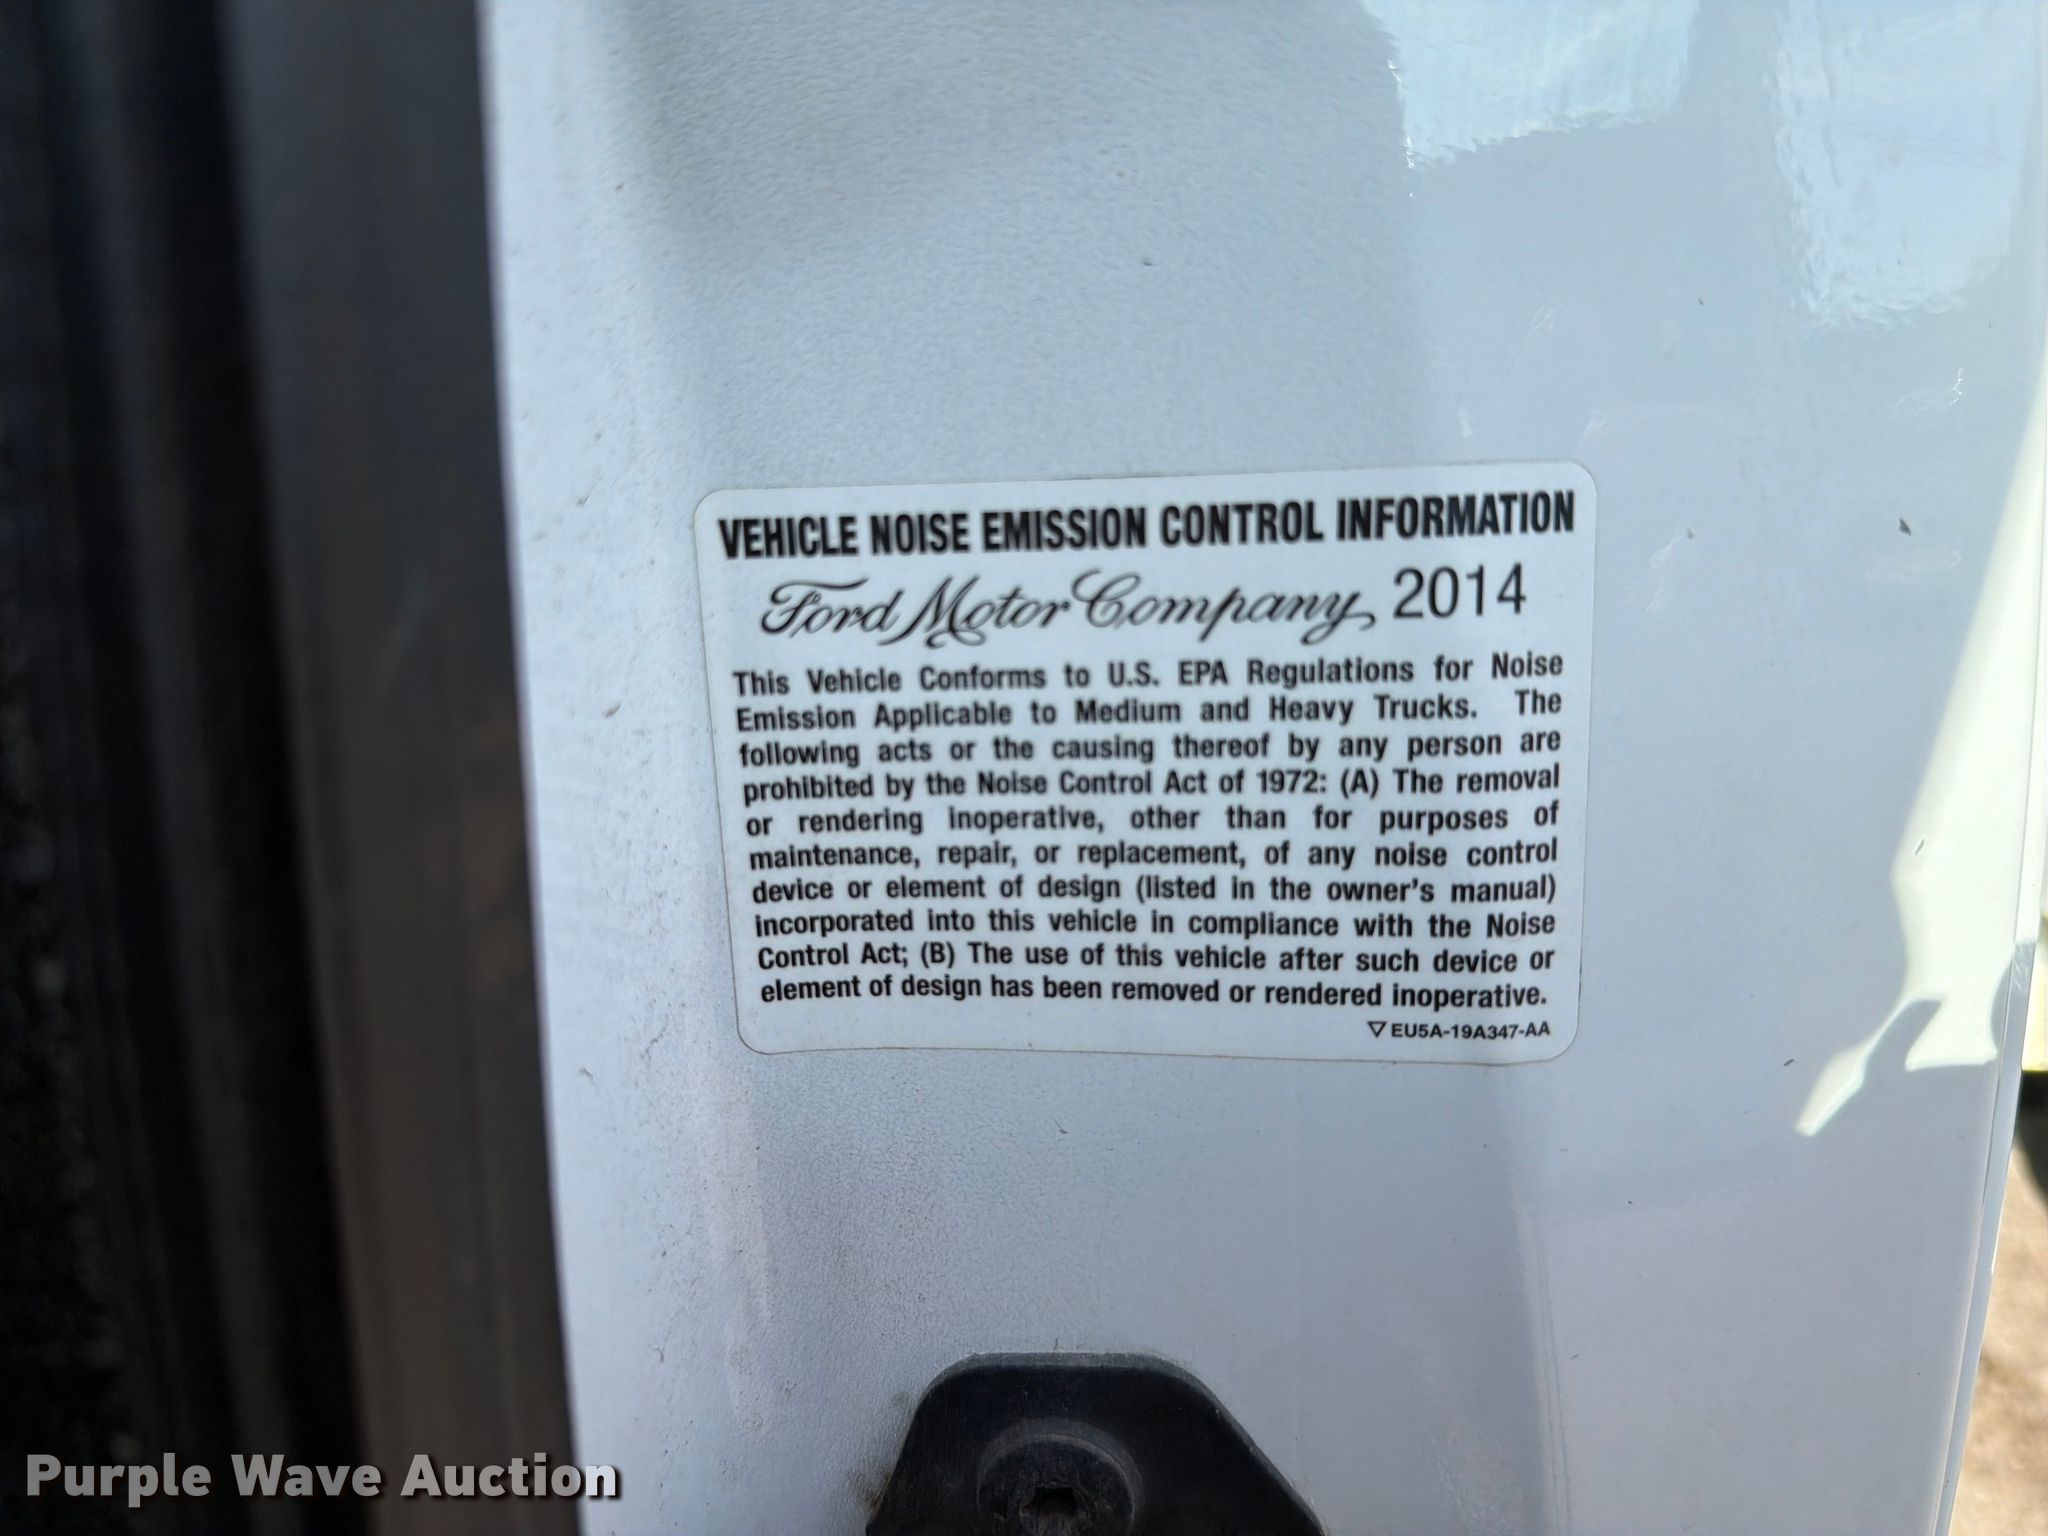 VEHICLE NOISE EMISSION CONTROL INFORMATION
Ford Motor Company, 2014
This Vehicle Conforms to U.S. EPA Regulations for Noise
Emission Applicable to Medium and Heavy Trucks. The
following acts or the causing thereof by any person are
prohibited by the Noise Control Act of 1972: (A) The removal
or rendering inoperative, other than for purposes of
maintenance, repair, or replacement, of any noise control
device or element of design (listed in the owner's manual)
incorporated into this vehicle in compliance with the Noise
Control Act; (B) The use of this vehicle after such device or
element of design has been removed or rendered inoperative.
▽ EU5A-19A347-AA
Purple Wave Auction